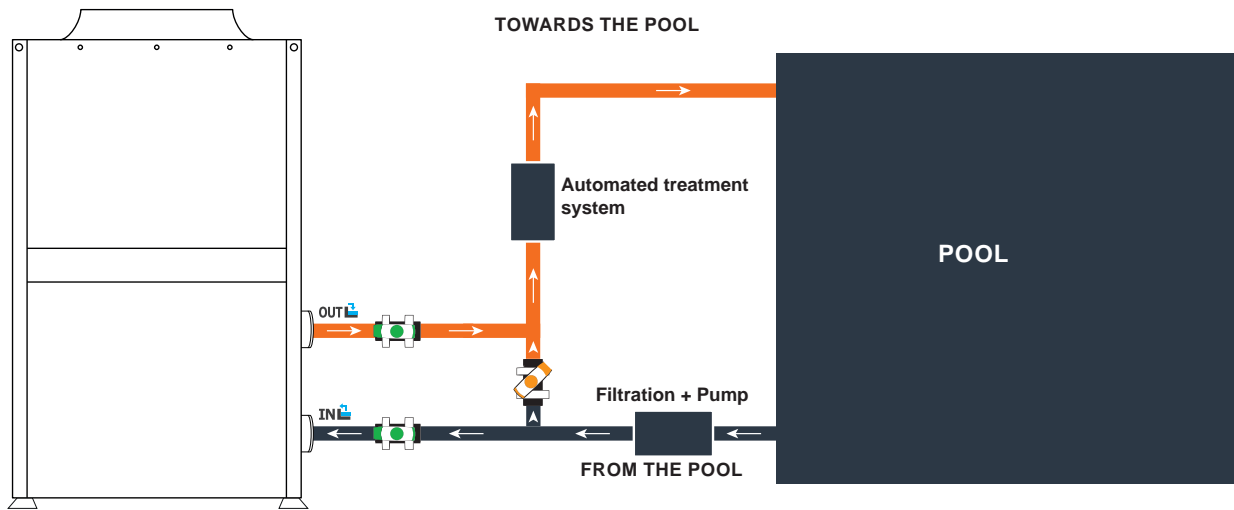 TOWARDS THE POOL
Automated treatment
system
POOL
OUT
IN
Filtration + Pump
FROM THE POOL